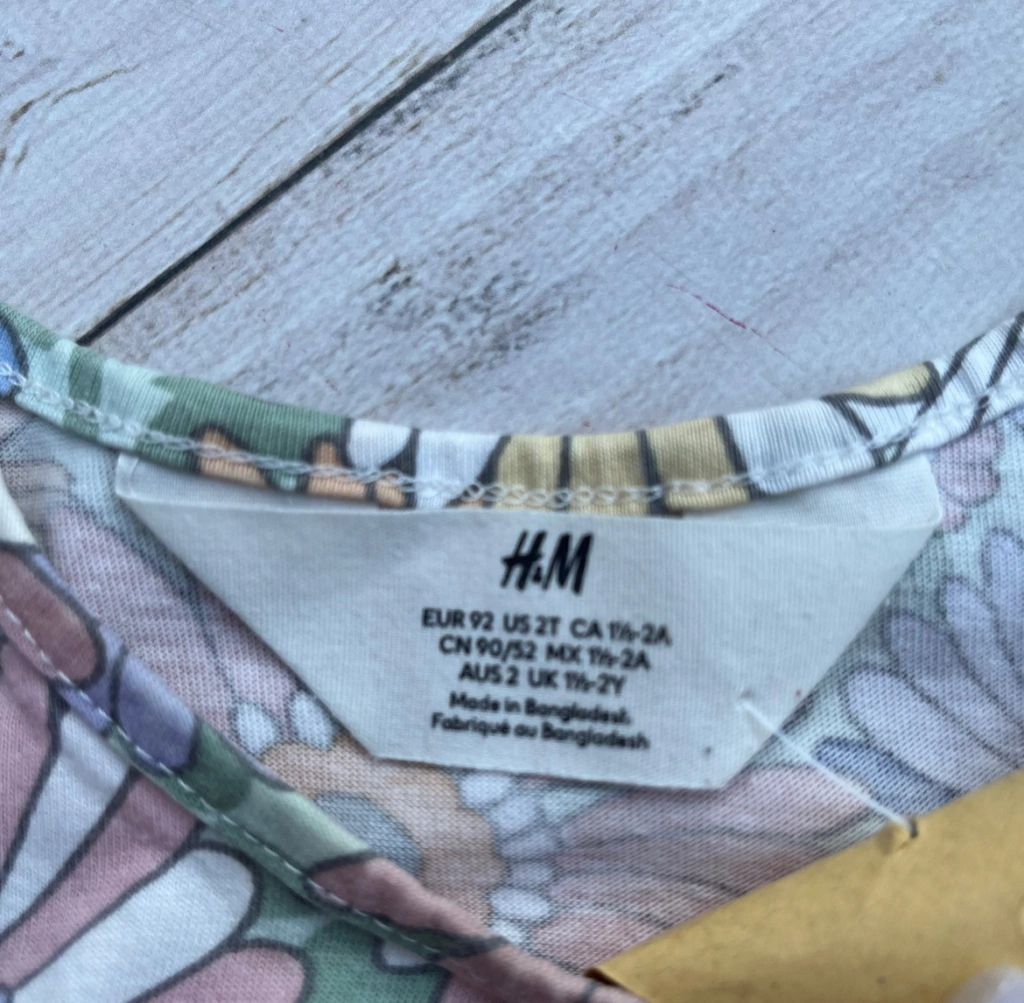 H&M
EUR 92 US 2T CA 1½-2A
CN 90/52 MX 1½-2A
AUS 2 UK 1½-2Y
Made in Bangladesh
Fabriqué au Bangladesh